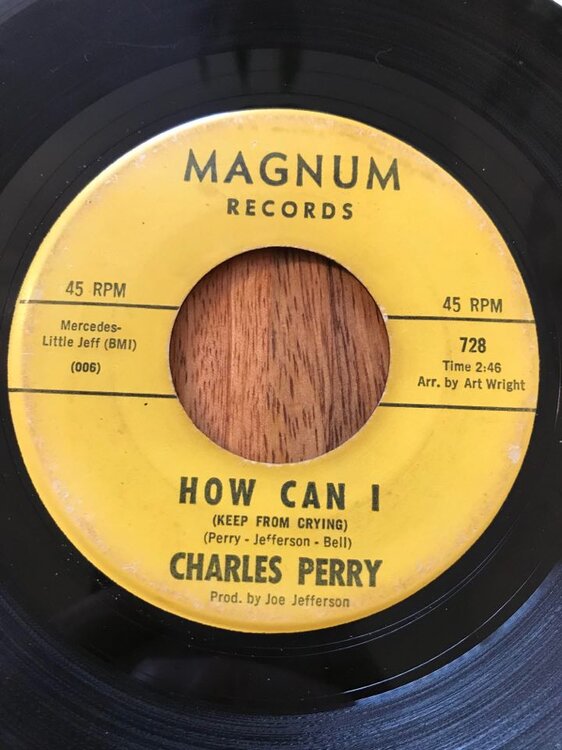 MAGNUM
RECORDS
45 RPM
Mercedes-
Little Jeff (BMI)
(006)
45 RPM
728
Time 2:46
Arr. by Art Wright
HOW CAN I
(KEEP FROM CRYING)
(Perry - Jefferson - Bell)
CHARLES PERRY
Prod. by Joe Jefferson